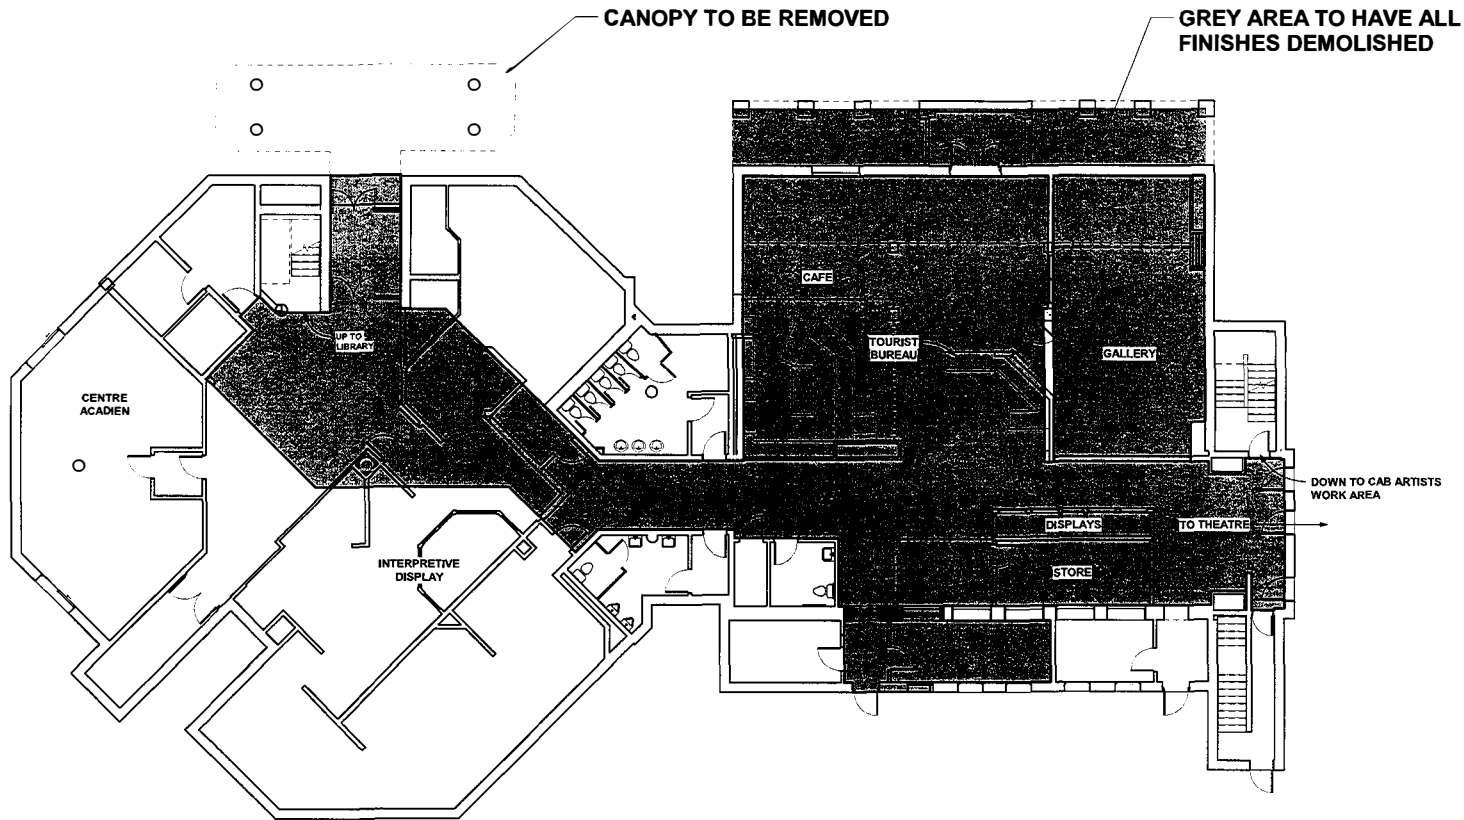 CANOPY TO BE REMOVED
GREY AREA TO HAVE ALL
FINISHES DEMOLISHED
CAFE
UP TO
LIBRARY
TOURIST
BUREAU
GALLERY
CENTRE
ACADIEN
DOWN TO CAB ARTISTS
WORK AREA
DISPLAYS
TO THEATRE
INTERPRETIVE
DISPLAY
STORE